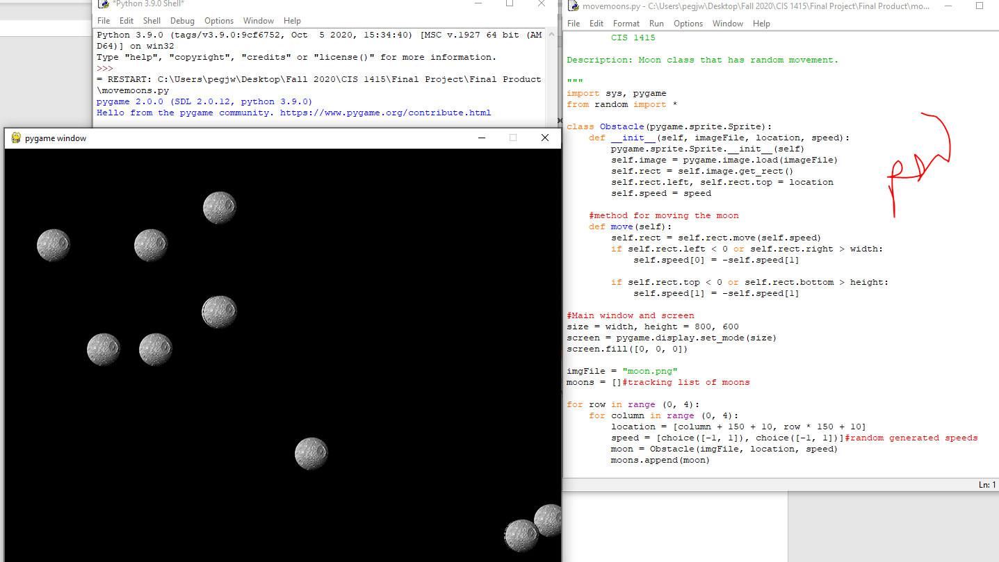 *Python 3.9.0 Shell*
File Edit Shell Debug Options Window Help
Python 3.9.0 (tags/v3.9.0:9cf6752, Oct  5 2020, 15:34:40) [MSC v.1927 64 bit (AM
D64)] on win32
Type "help", "copyright", "credits" or "license()" for more information.
>>>
= RESTART: C:\Users\pegjw\Desktop\Fall 2020\CIS 1415\Final Project\Final Product
\movemoons.py
pygame 2.0.0 (SDL 2.0.12, python 3.9.0)
Hello from the pygame community. https://www.pygame.org/contribute.html
pygame window
movemoons.py - C:\Users\pegjw\Desktop\Fall 2020\CIS 1415\Final Project\Final Product\mo...
File Edit Format Run Options Window Help
        CIS 1415

Description: Moon class that has random movement.

"""
import sys, pygame
from random import *

class Obstacle(pygame.sprite.Sprite):
    def __init__(self, imageFile, location, speed):
        pygame.sprite.Sprite.__init__(self)
        self.image = pygame.image.load(imageFile)
        self.rect = self.image.get_rect()
        self.rect.left, self.rect.top = location
        self.speed = speed

    #method for moving the moon
    def move(self):
        self.rect = self.rect.move(self.speed)
        if self.rect.left < 0 or self.rect.right > width:
            self.speed[0] = -self.speed[1]

        if self.rect.top < 0 or self.rect.bottom > height:
            self.speed[1] = -self.speed[1]

#Main window and screen
size = width, height = 800, 600
screen = pygame.display.set_mode(size)
screen.fill([0, 0, 0])

imgFile = "moon.png"
moons = []#tracking list of moons

for row in range (0, 4):
    for column in range (0, 4):
        location = [column + 150 + 10, row * 150 + 10]
        speed = [choice([-1, 1]), choice([-1, 1])]#random generated speeds
        moon = Obstacle(imgFile, location, speed)
        moons.append(moon)
Ln: 1